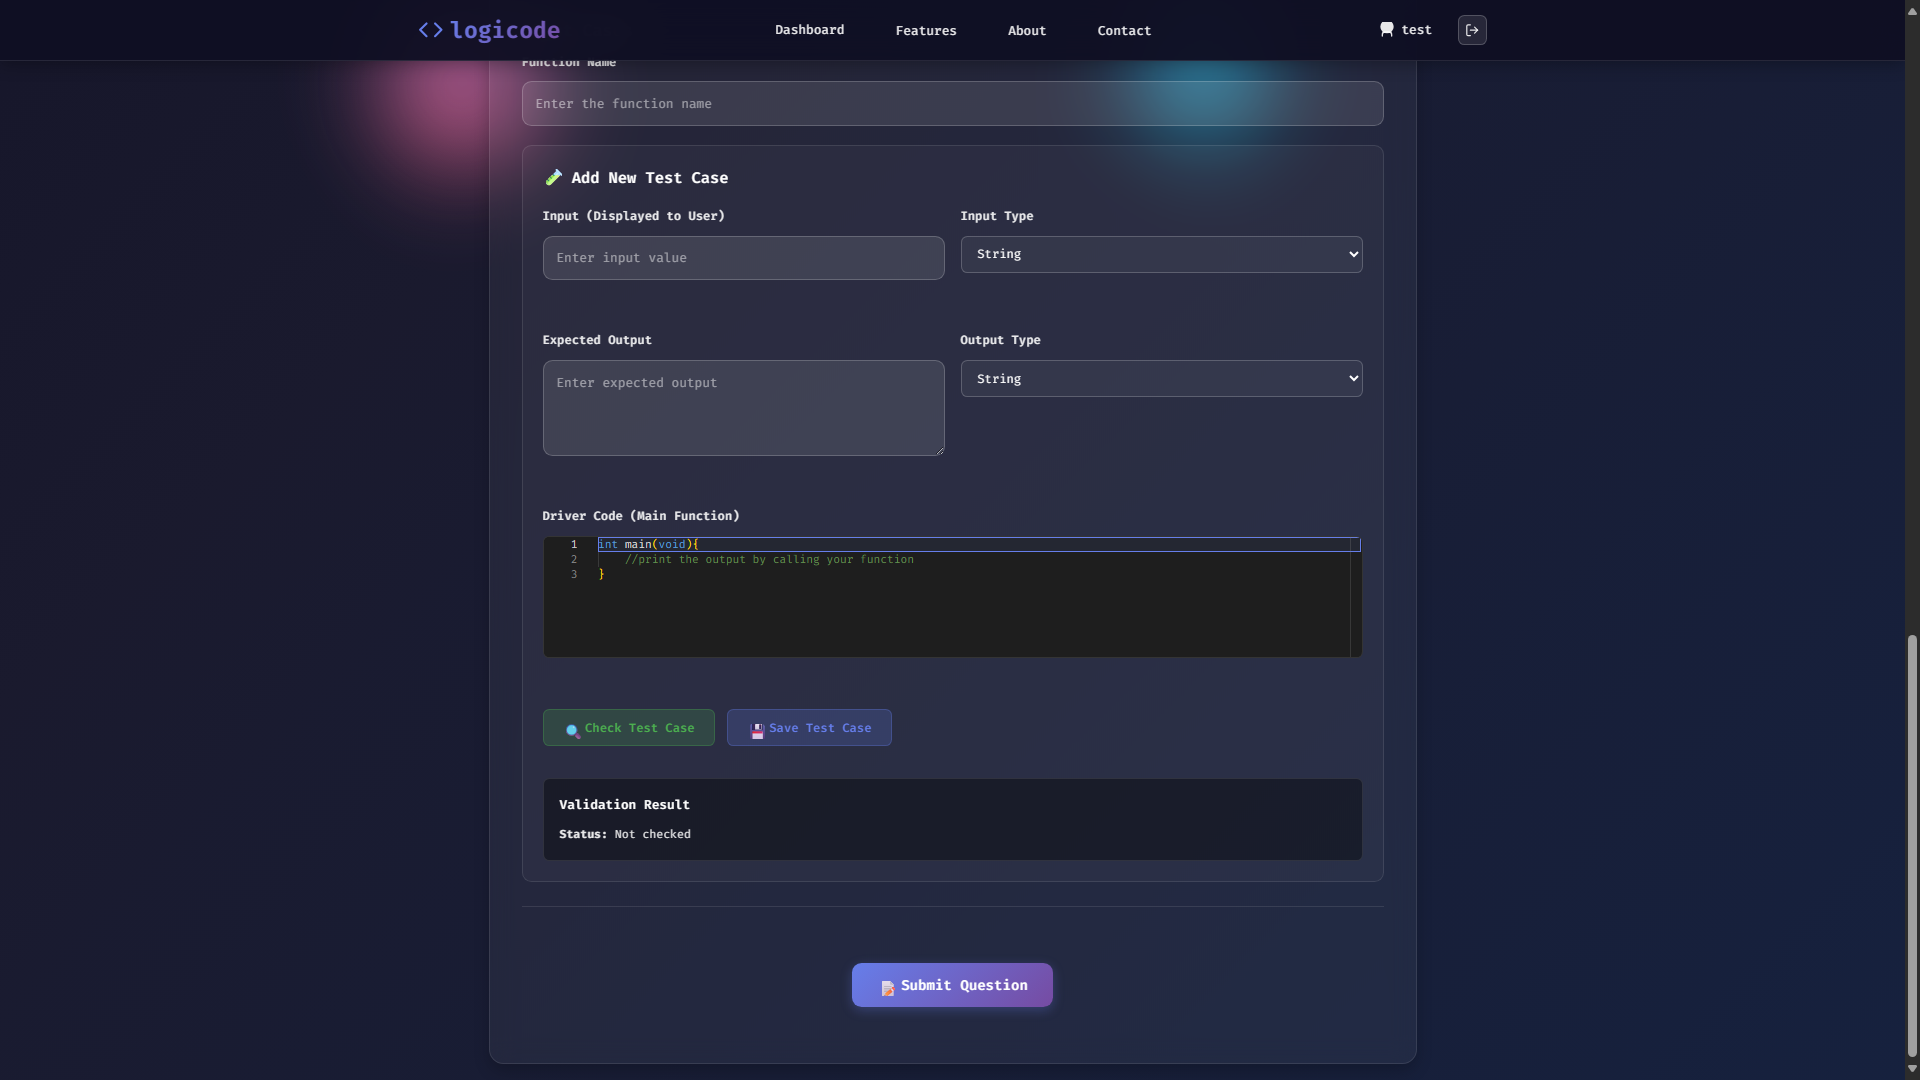 logicode
Dashboard
Features
About
Contact
test
Function Name
Enter the function name
Add New Test Case
Input (Displayed to User)
Input Type
Enter input value
String
Expected Output
Output Type
Enter expected output
String
Driver Code (Main Function)
1 int main(void){
2 //print the output by calling your function
3 }
Check Test Case
Save Test Case
Validation Result
Status: Not checked
Submit Question